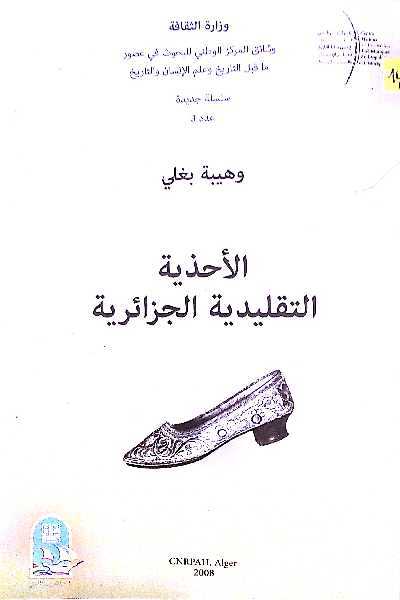 وزارة الثقافة
وثائق المركز الوطني للبحوث في عصور
ما قبل التاريخ وعلم الإنسان والتاريخ
سلسلة جديدة
عدد 1
وهيبة بغلي
الأحذية
التقليدية الجزائرية
CNRPAH, Alger
2008